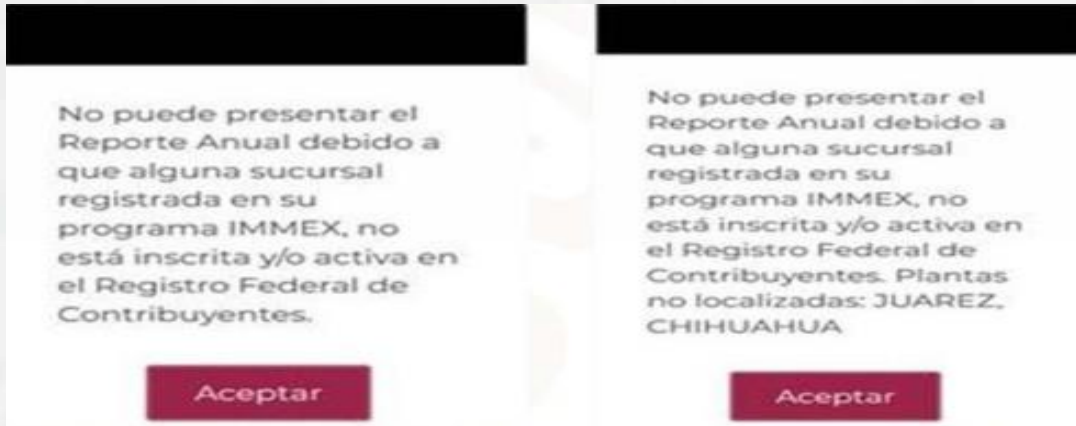 No puede presentar el
Reporte Anual debido a
que alguna sucursal
registrada en su
programa IMMEX, no
está inscrita y/o activa en
el Registro Federal de
Contribuyentes.
Aceptar
No puede presentar el
Reporte Anual debido a
que alguna sucursal
registrada en su
programa IMMEX, no
está inscrita y/o activa en
el Registro Federal de
Contribuyentes. Plantas
no localizadas: JUAREZ,
CHIHUAHUA
Aceptar